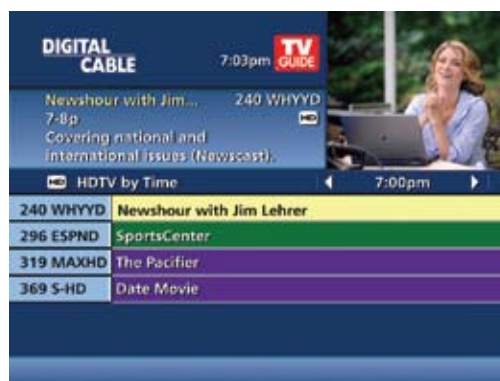 DIGITAL
CABLE
7:03pm
TV
GUIDE
Newshour with Jim... 240 WHYYD
7-8p HD
Covering national and
international issues (Newscast).
HD HDTV by Time 7:00pm
240 WHYYD Newshour with Jim Lehrer
296 ESPND SportsCenter
319 MAXHD The Pacifier
369 S-HD Date Movie